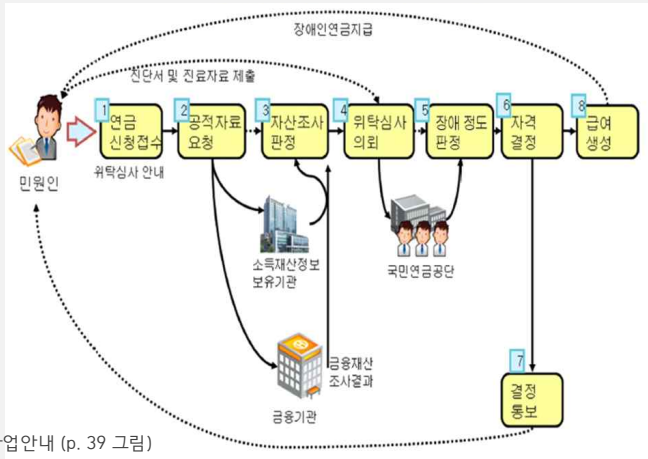 장애인연금지급
진단서 및 진료자료 제출
1
연금
신청접수
2
공적자료
요청
3
자산조사
판정
4
위탁심사
의뢰
5
장애 정도
판정
6
자격
결정
8
급여
생성
민원인
위탁심사 안내
소득재산정보
보유기관
국민연금공단
금융재산
조사결과
금융기관
7
결정
통보
업안내 (p. 39 그림)